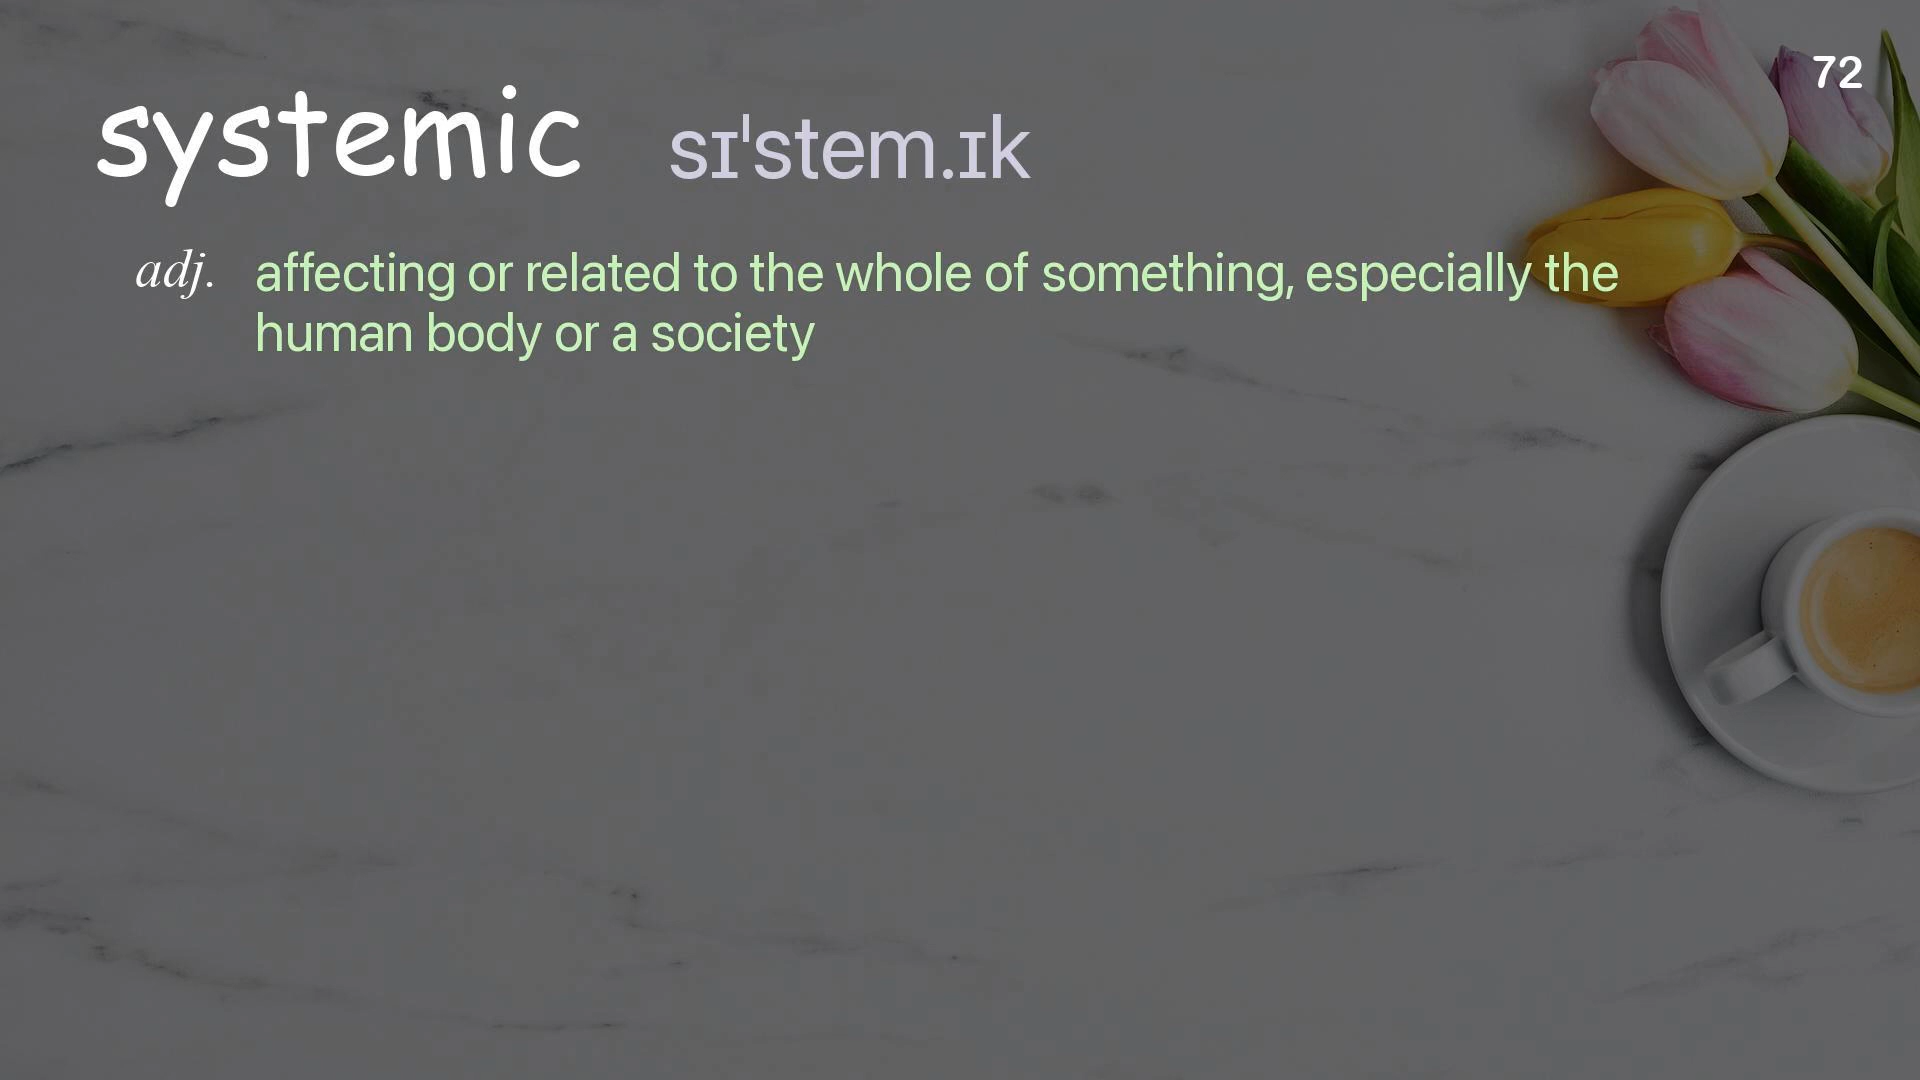 72
systemic sɪˈstem.ɪk
adj. affecting or related to the whole of something, especially the
human body or a society